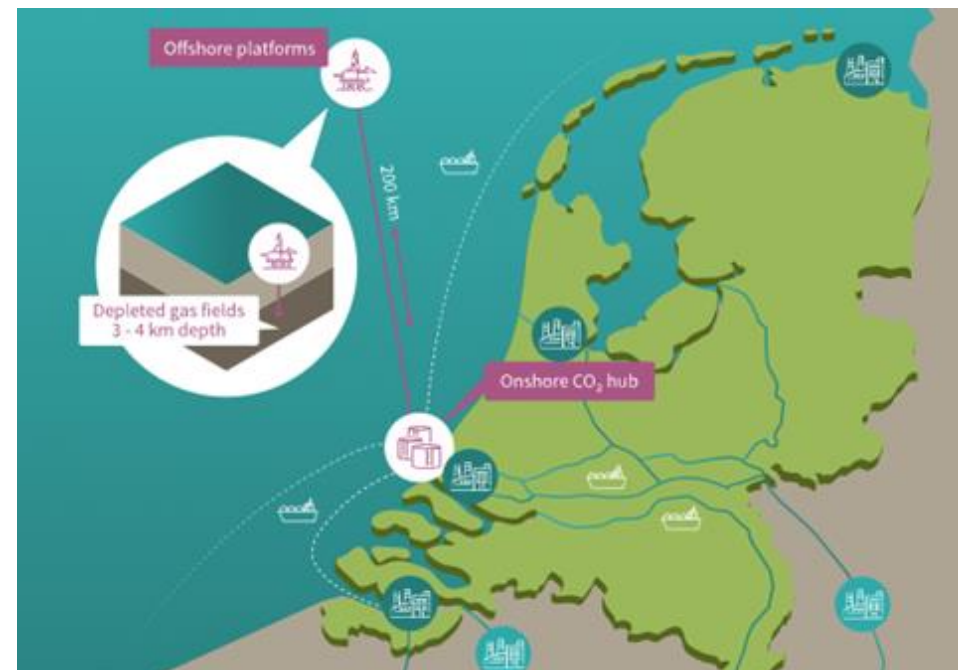 Offshore platforms
200 km
Depleted gas fields
3 - 4 km depth
Onshore CO₂ hub